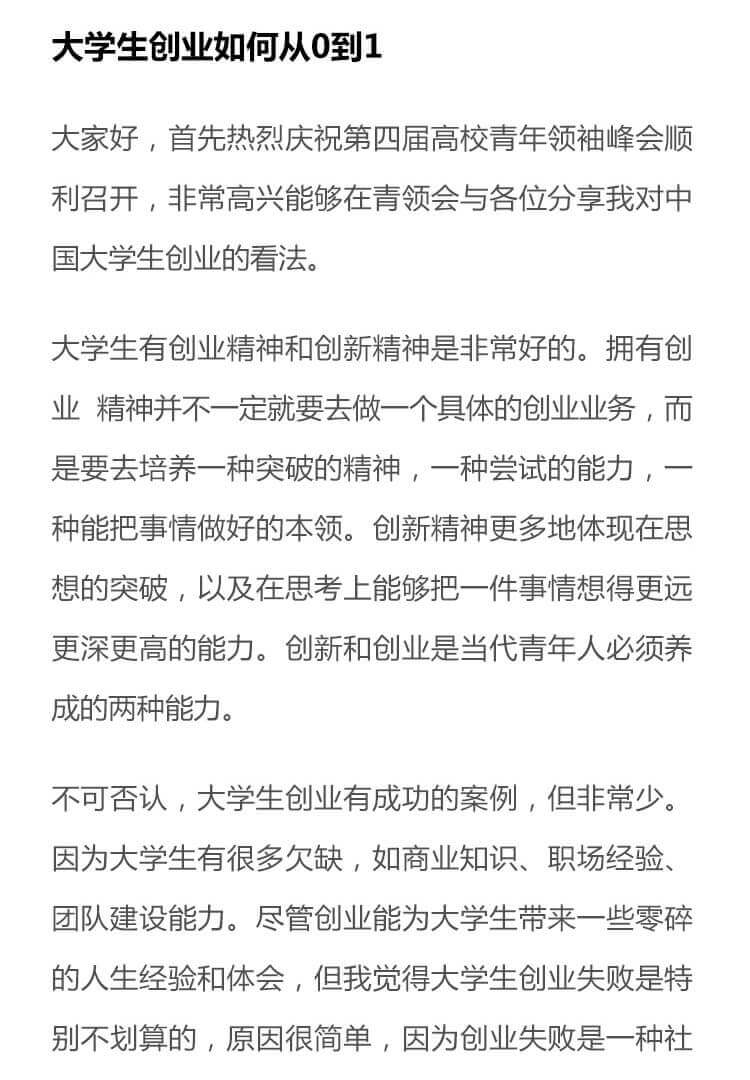 大学生创业如何从0到1
大家好，首先热烈庆祝第四届高校青年领袖峰会顺
利召开，非常高兴能够在青领会与各位分享我对中
国大学生创业的看法。
大学生有创业精神和创新精神是非常好的。拥有创
业 精神并不一定就要去做一个具体的创业业务，而
是要去培养一种突破的精神，一种尝试的能力，一
种能把事情做好的本领。创新精神更多地体现在思
想的突破，以及在思考上能够把一件事情想得更远
更深更高的能力。创新和创业是当代青年人必须养
成的两种能力。
不可否认，大学生创业有成功的案例，但非常少。
因为大学生有很多欠缺，如商业知识、职场经验、
团队建设能力。尽管创业能为大学生带来一些零碎
的人生经验和体会，但我觉得大学生创业失败是特
别不划算的，原因很简单，因为创业失败是一种社